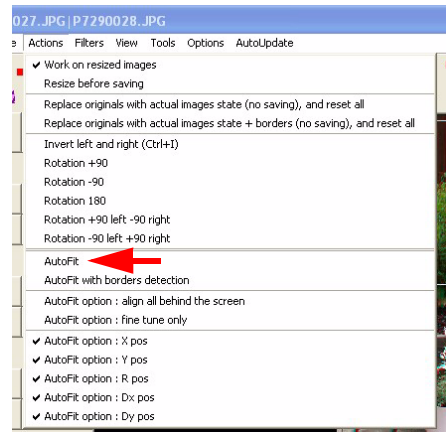 027.JPG|P7290028.JPG
Actions Filters View Tools Options AutoUpdate
Work on resized images
Resize before saving
Replace originals with actual images state (no saving), and reset all
Replace originals with actual images state + borders (no saving), and reset all
Invert left and right (Ctrl+I)
Rotation +90
Rotation -90
Rotation 180
Rotation +90 left -90 right
Rotation -90 left +90 right
AutoFit
AutoFit with borders detection
AutoFit option : align all behind the screen
AutoFit option : fine tune only
AutoFit option : X pos
AutoFit option : Y pos
AutoFit option : R pos
AutoFit option : Dx pos
AutoFit option : Dy pos